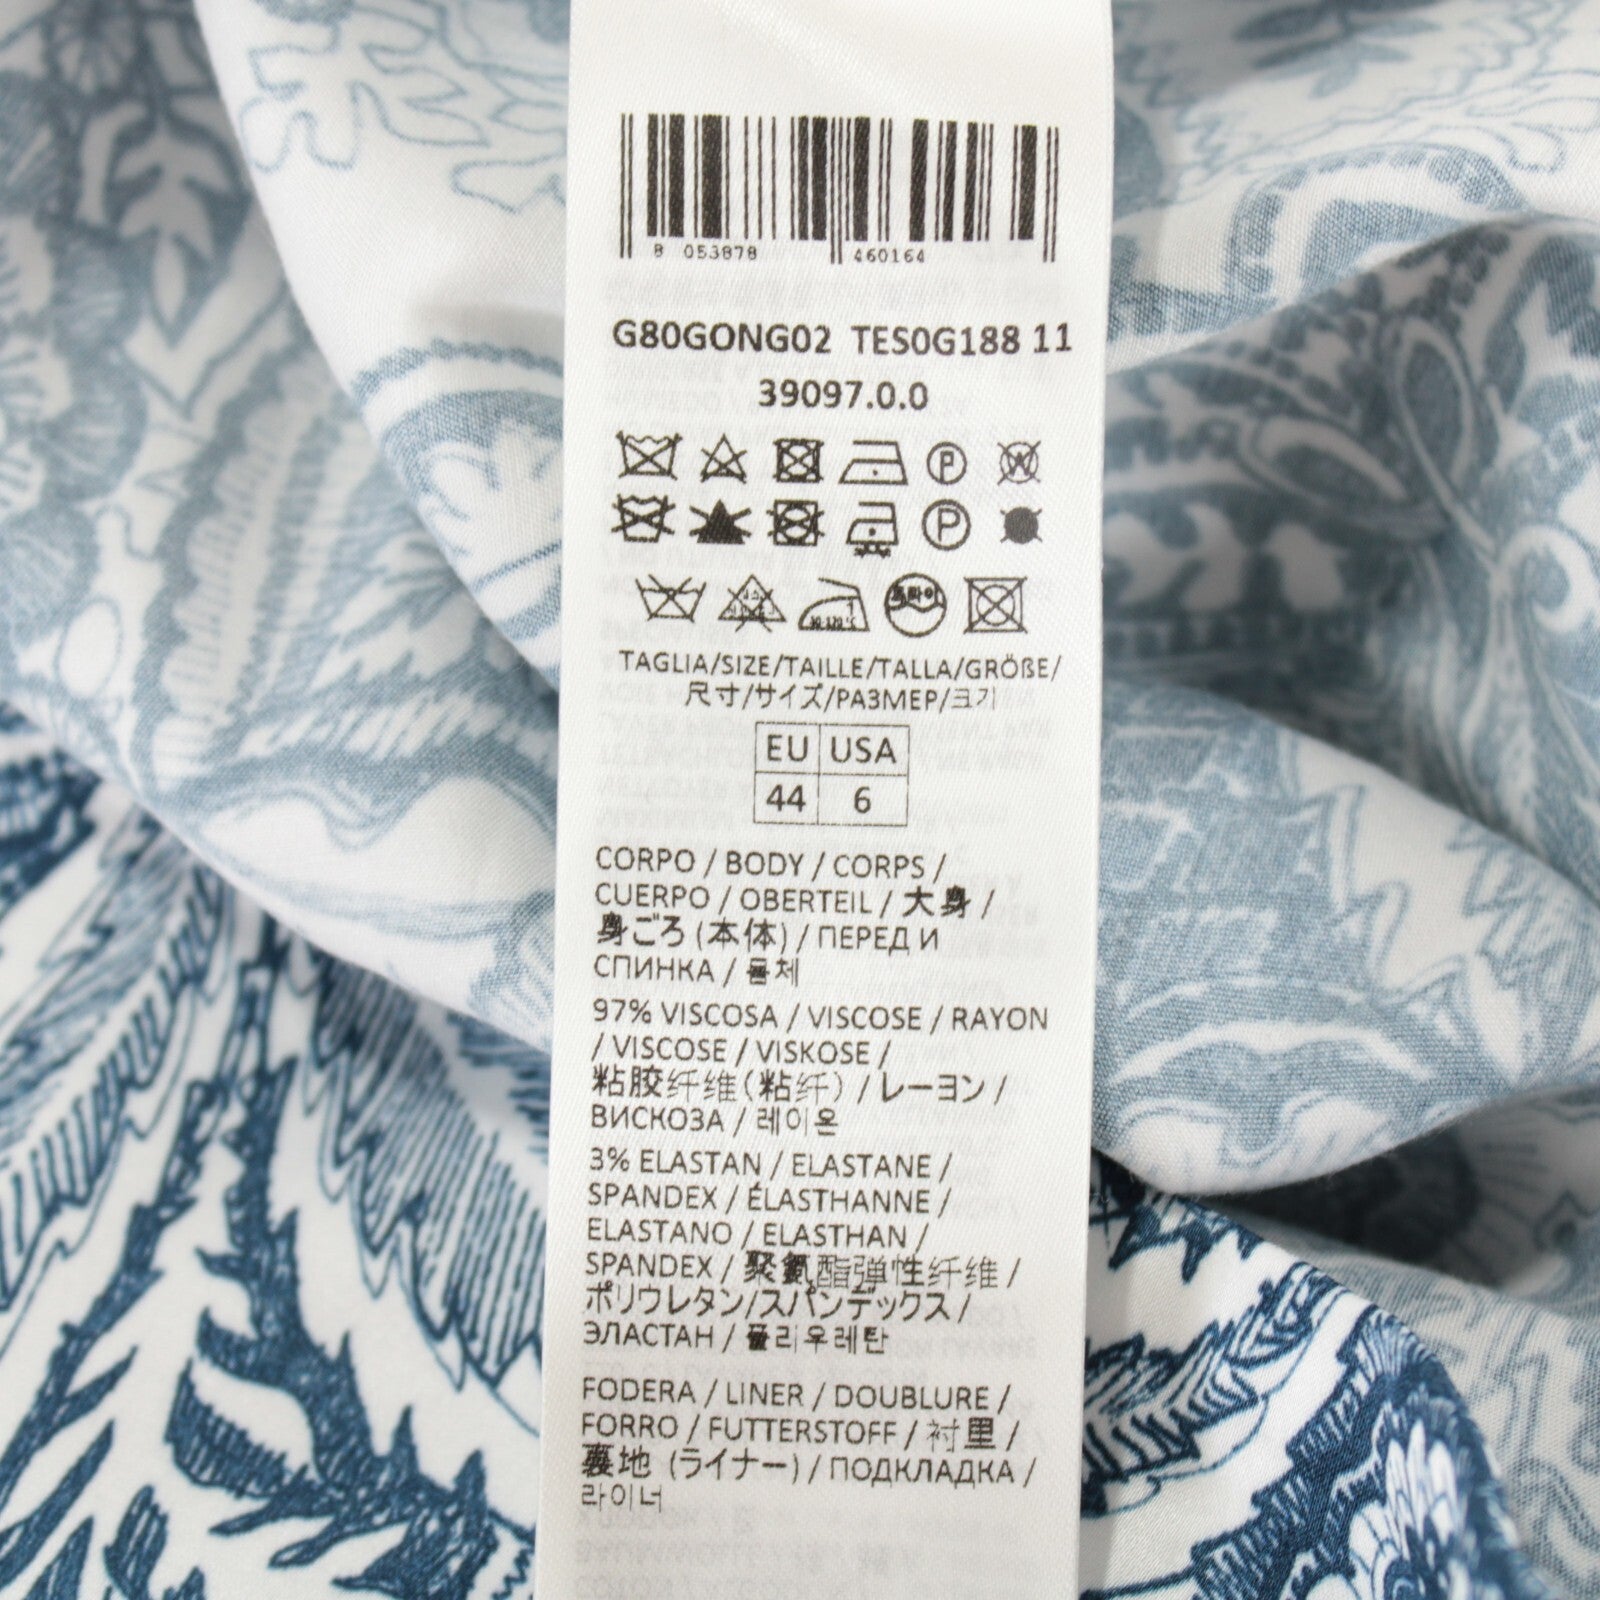 8 053878 460164
G80GONG02 TES0G188 11
39097.0.0
P W
P
드라이
TAGLIA/SIZE/TAILLE/TALLA/GRÖßE/
尺寸/サイズ/РАЗМЕР/크기
EU USA
44 6
CORPO / BODY / CORPS /
CUERPO / OBERTEIL / 大身 /
身ごろ (本体) / ПЕРЕД И
СПИНКА / 몸체
97% VISCOSA / VISCOSE / RAYON
/ VISCOSE / VISKOSE /
粘胶纤维(粘纤) / レーヨン /
ВИСКОЗА / 레이온
3% ELASTAN / ELASTANE /
SPANDEX / ÉLASTHANNE /
ELASTANO / ELASTHAN /
SPANDEX / 聚氨酯弹性纤维 /
ポリウレタン/スパンデックス /
ЭЛАСТАН / 폴리우레탄
FODERA / LINER / DOUBLURE /
FORRO / FUTTERSTOFF / 衬里 /
裏地 (ライナー) / ПОДКЛАДКА /
라이너